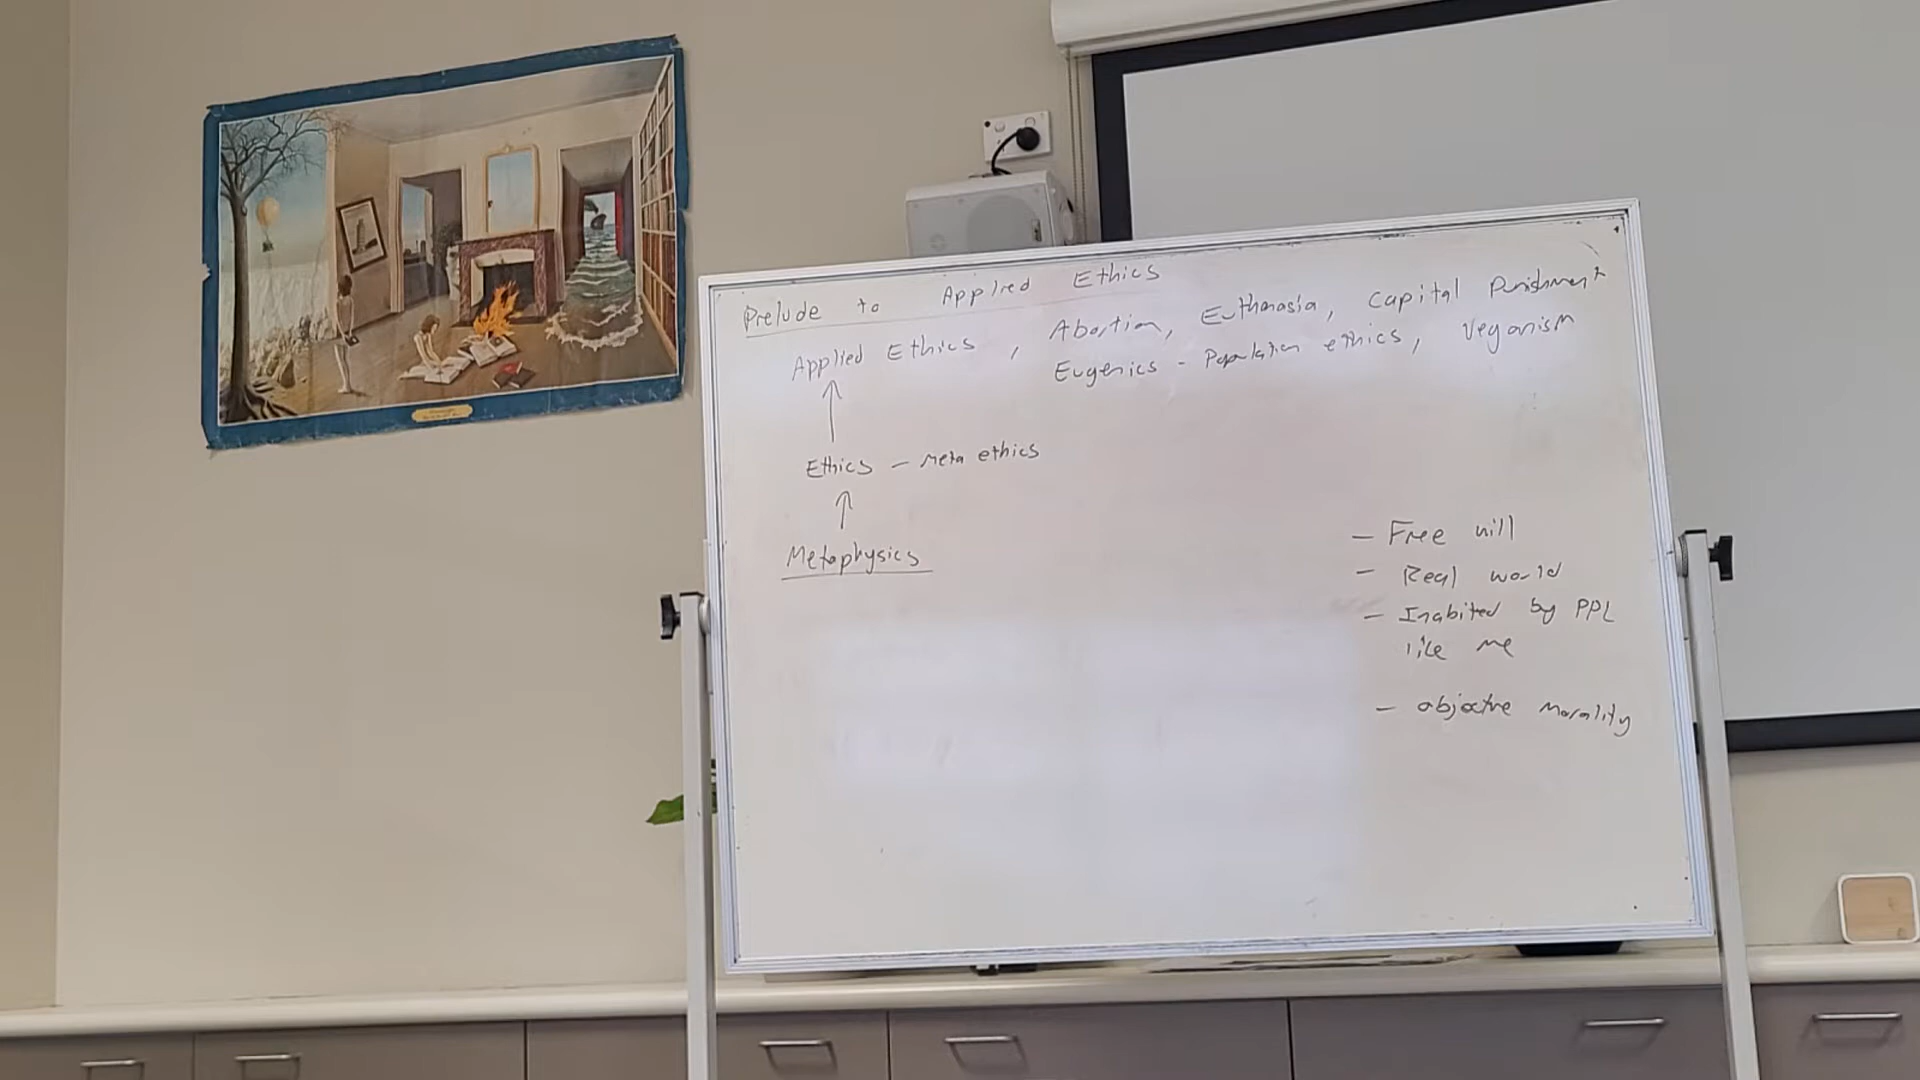 Prelude to Applied Ethics
Applied Ethics, Abortion, Euthanasia, Capital Punishment
Eugenics - Population ethics, Veganism
Ethics - Meta ethics
Metaphysics
- Free will
- Real world
- Inabited by PPL
like me
- objective morality